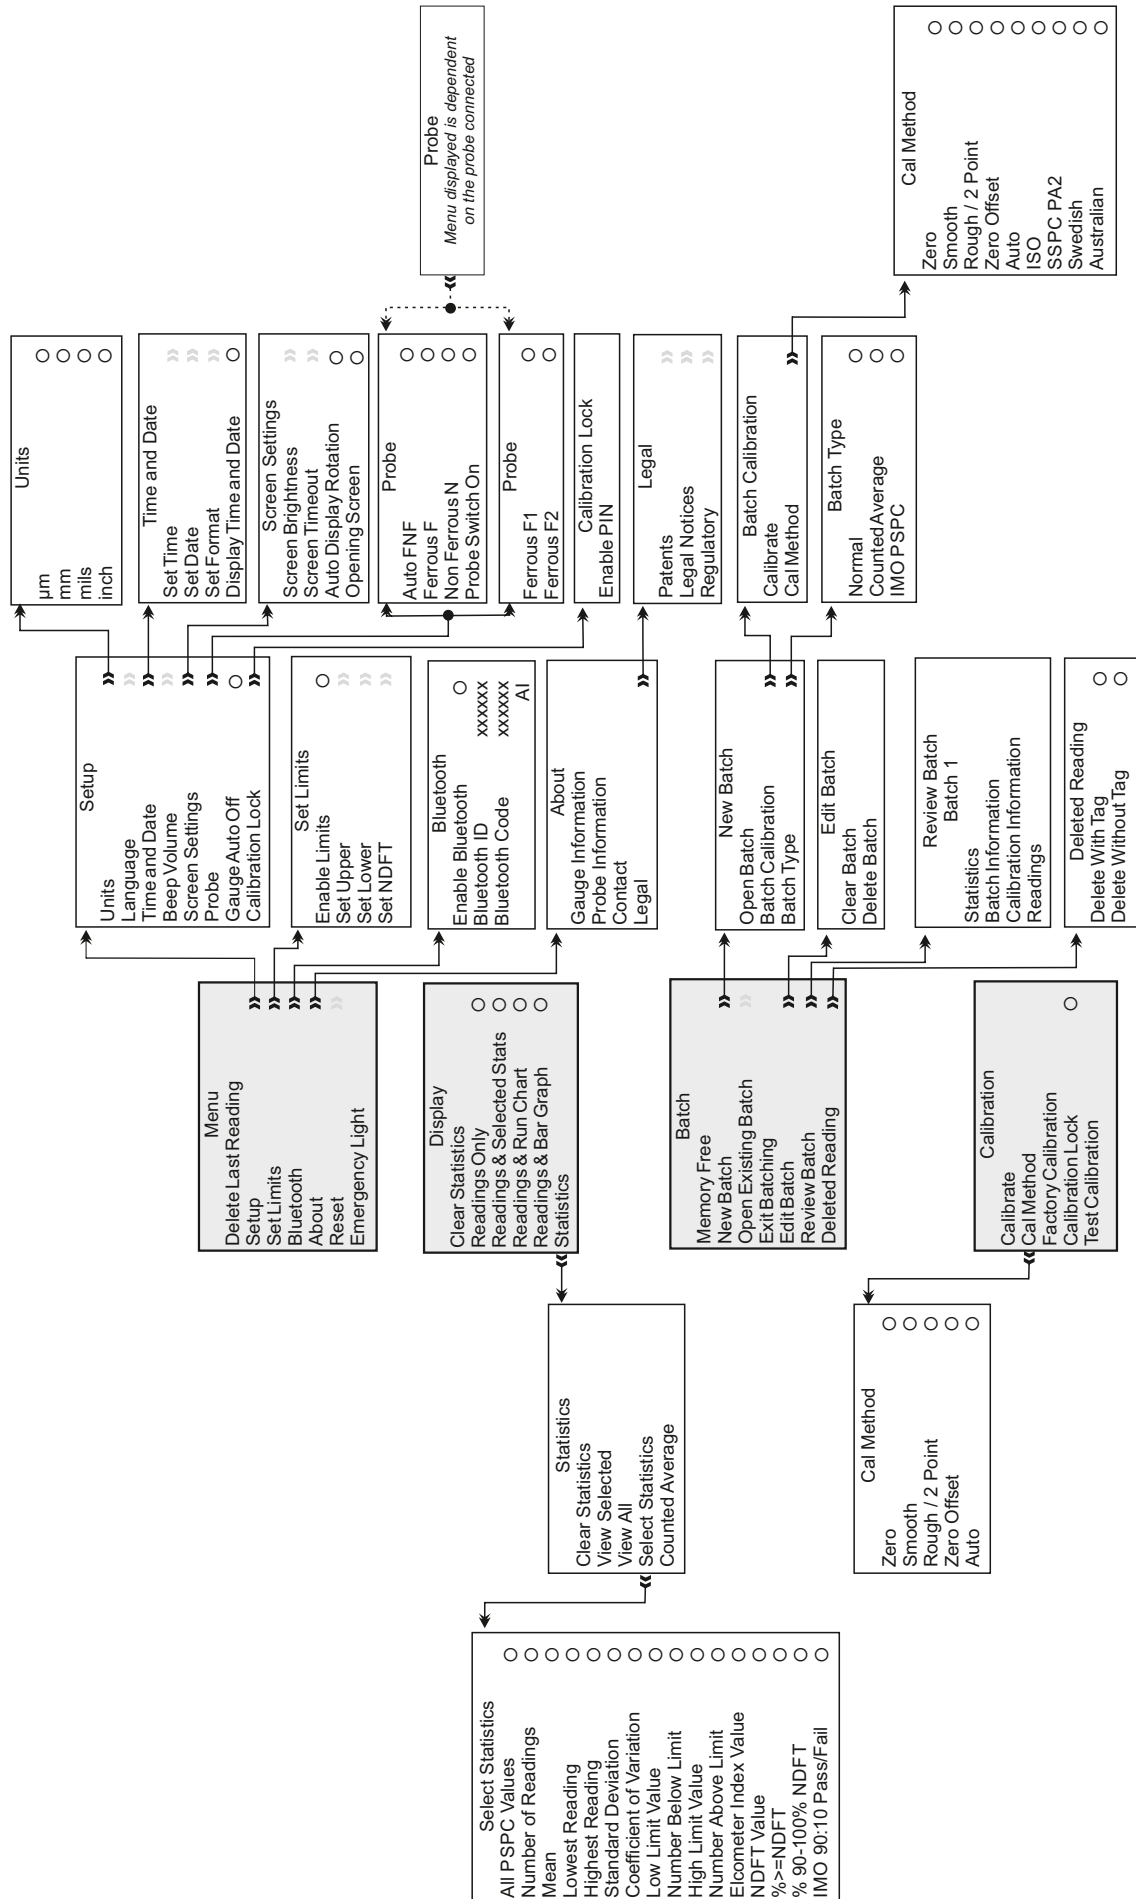 Menu
Delete Last Reading
Setup
Set Limits
Bluetooth
About
Reset
Emergency Light
Setup
Units
Language
Time and Date
Beep Volume
Screen Settings
Probe
Gauge Auto Off
Calibration Lock
Units
µm
mm
mils
inch
Time and Date
Set Time
Set Date
Set Format
Display Time and Date
Screen Settings
Screen Brightness
Screen Timeout
Auto Display Rotation
Opening Screen
Probe
Auto FNF
Ferrous F
Non Ferrous N
Probe Switch On
Probe
Ferrous F1
Ferrous F2
Probe
Menu displayed is dependent
on the probe connected
Calibration Lock
Enable PIN
Set Limits
Enable Limits
Set Upper
Set Lower
Set NDFT
Bluetooth
Enable Bluetooth
Bluetooth ID xxxxxx
Bluetooth Code xxxxxx
AI
About
Gauge Information
Probe Information
Contact
Legal
Legal
Patents
Legal Notices
Regulatory
Display
Clear Statistics
Readings Only
Readings & Selected Stats
Readings & Run Chart
Readings & Bar Graph
Statistics
Statistics
Clear Statistics
View Selected
View All
Select Statistics
Counted Average
Select Statistics
All PSPC Values
Number of Readings
Mean
Lowest Reading
Highest Reading
Standard Deviation
Coefficient of Variation
Low Limit Value
Number Below Limit
High Limit Value
Number Above Limit
Elcometer Index Value
NDFT Value
%>=NDFT
% 90-100% NDFT
IMO 90:10 Pass/Fail
Batch
Memory Free
New Batch
Open Existing Batch
Exit Batching
Edit Batch
Review Batch
Deleted Reading
New Batch
Open Batch
Batch Calibration
Batch Type
Batch Calibration
Calibrate
Cal Method
Cal Method
Zero
Smooth
Rough / 2 Point
Zero Offset
Auto
ISO
SSPC PA2
Swedish
Australian
Batch Type
Normal
Counted Average
IMO PSPC
Edit Batch
Clear Batch
Delete Batch
Review Batch
Batch 1
Statistics
Batch Information
Calibration Information
Readings
Deleted Reading
Delete With Tag
Delete Without Tag
Calibration
Calibrate
Cal Method
Factory Calibration
Calibration Lock
Test Calibration
Cal Method
Zero
Smooth
Rough / 2 Point
Zero Offset
Auto